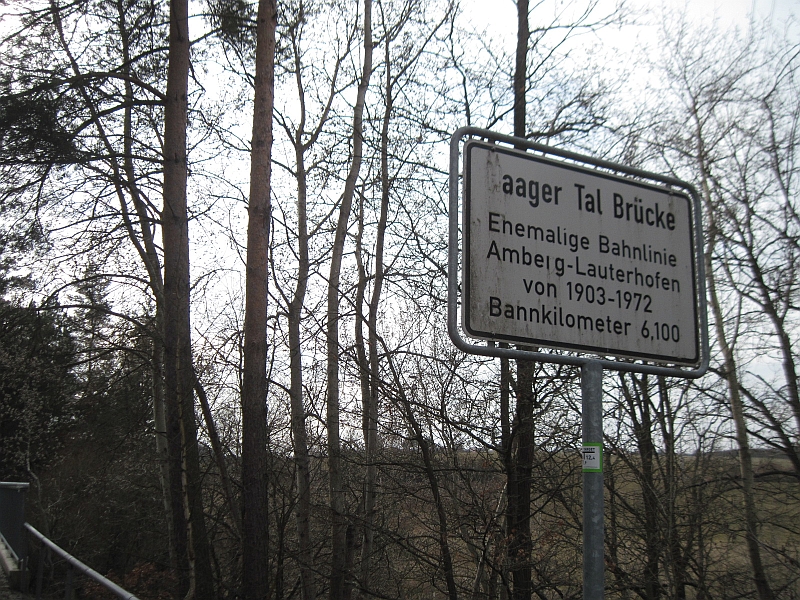 aager Tal Brücke
Ehemalige Bahnlinie
Amberg-Lauterhofen
von 1903-1972
Bahnkilometer 6,100